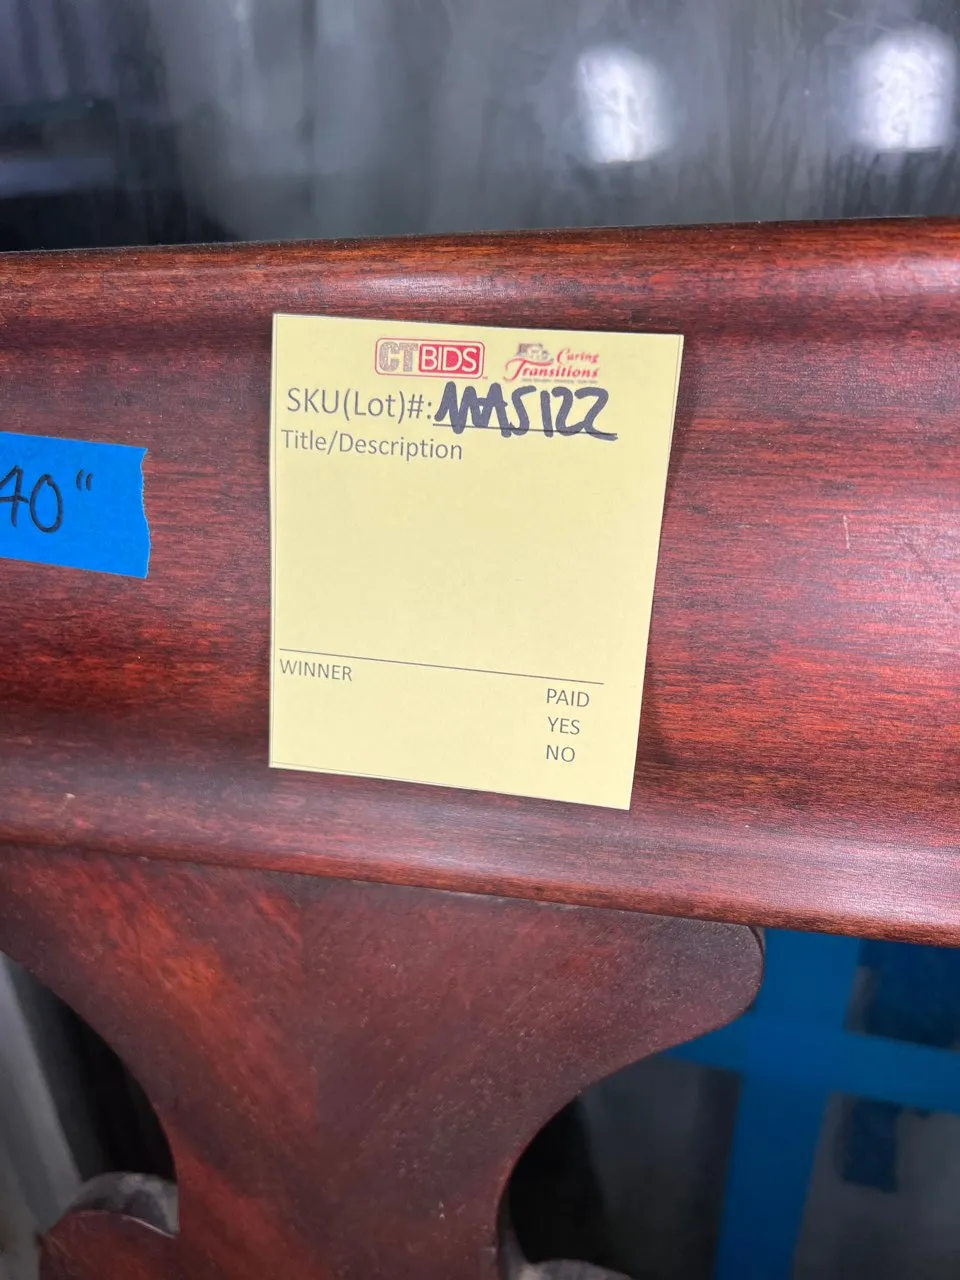 CTBIDS
Caring
Transitions
SKU(Lot)#: MAS122
Title/Description
40"
WINNER
PAID
YES
NO